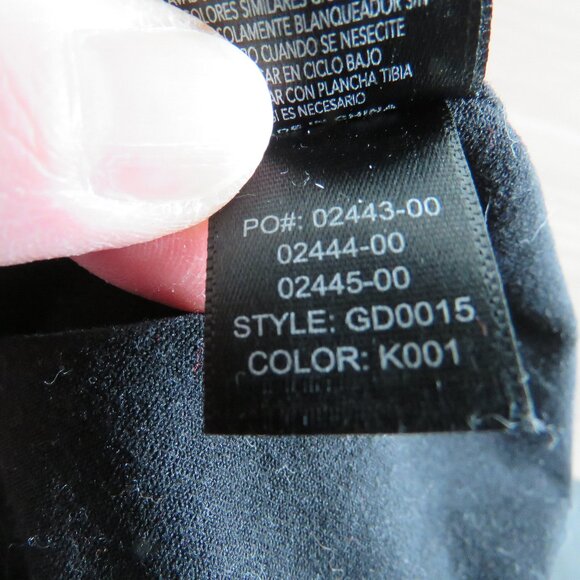 COLORES SIMILARES
SOLAMENTE BLANQUEADOR SIN
CUANDO SE NESECITE
EN CICLO BAJO
CON PLANCHA TIBIA
ES NECESARIO
CHINA
PO#: 02443-00
02444-00
02445-00
STYLE: GD0015
COLOR: K001